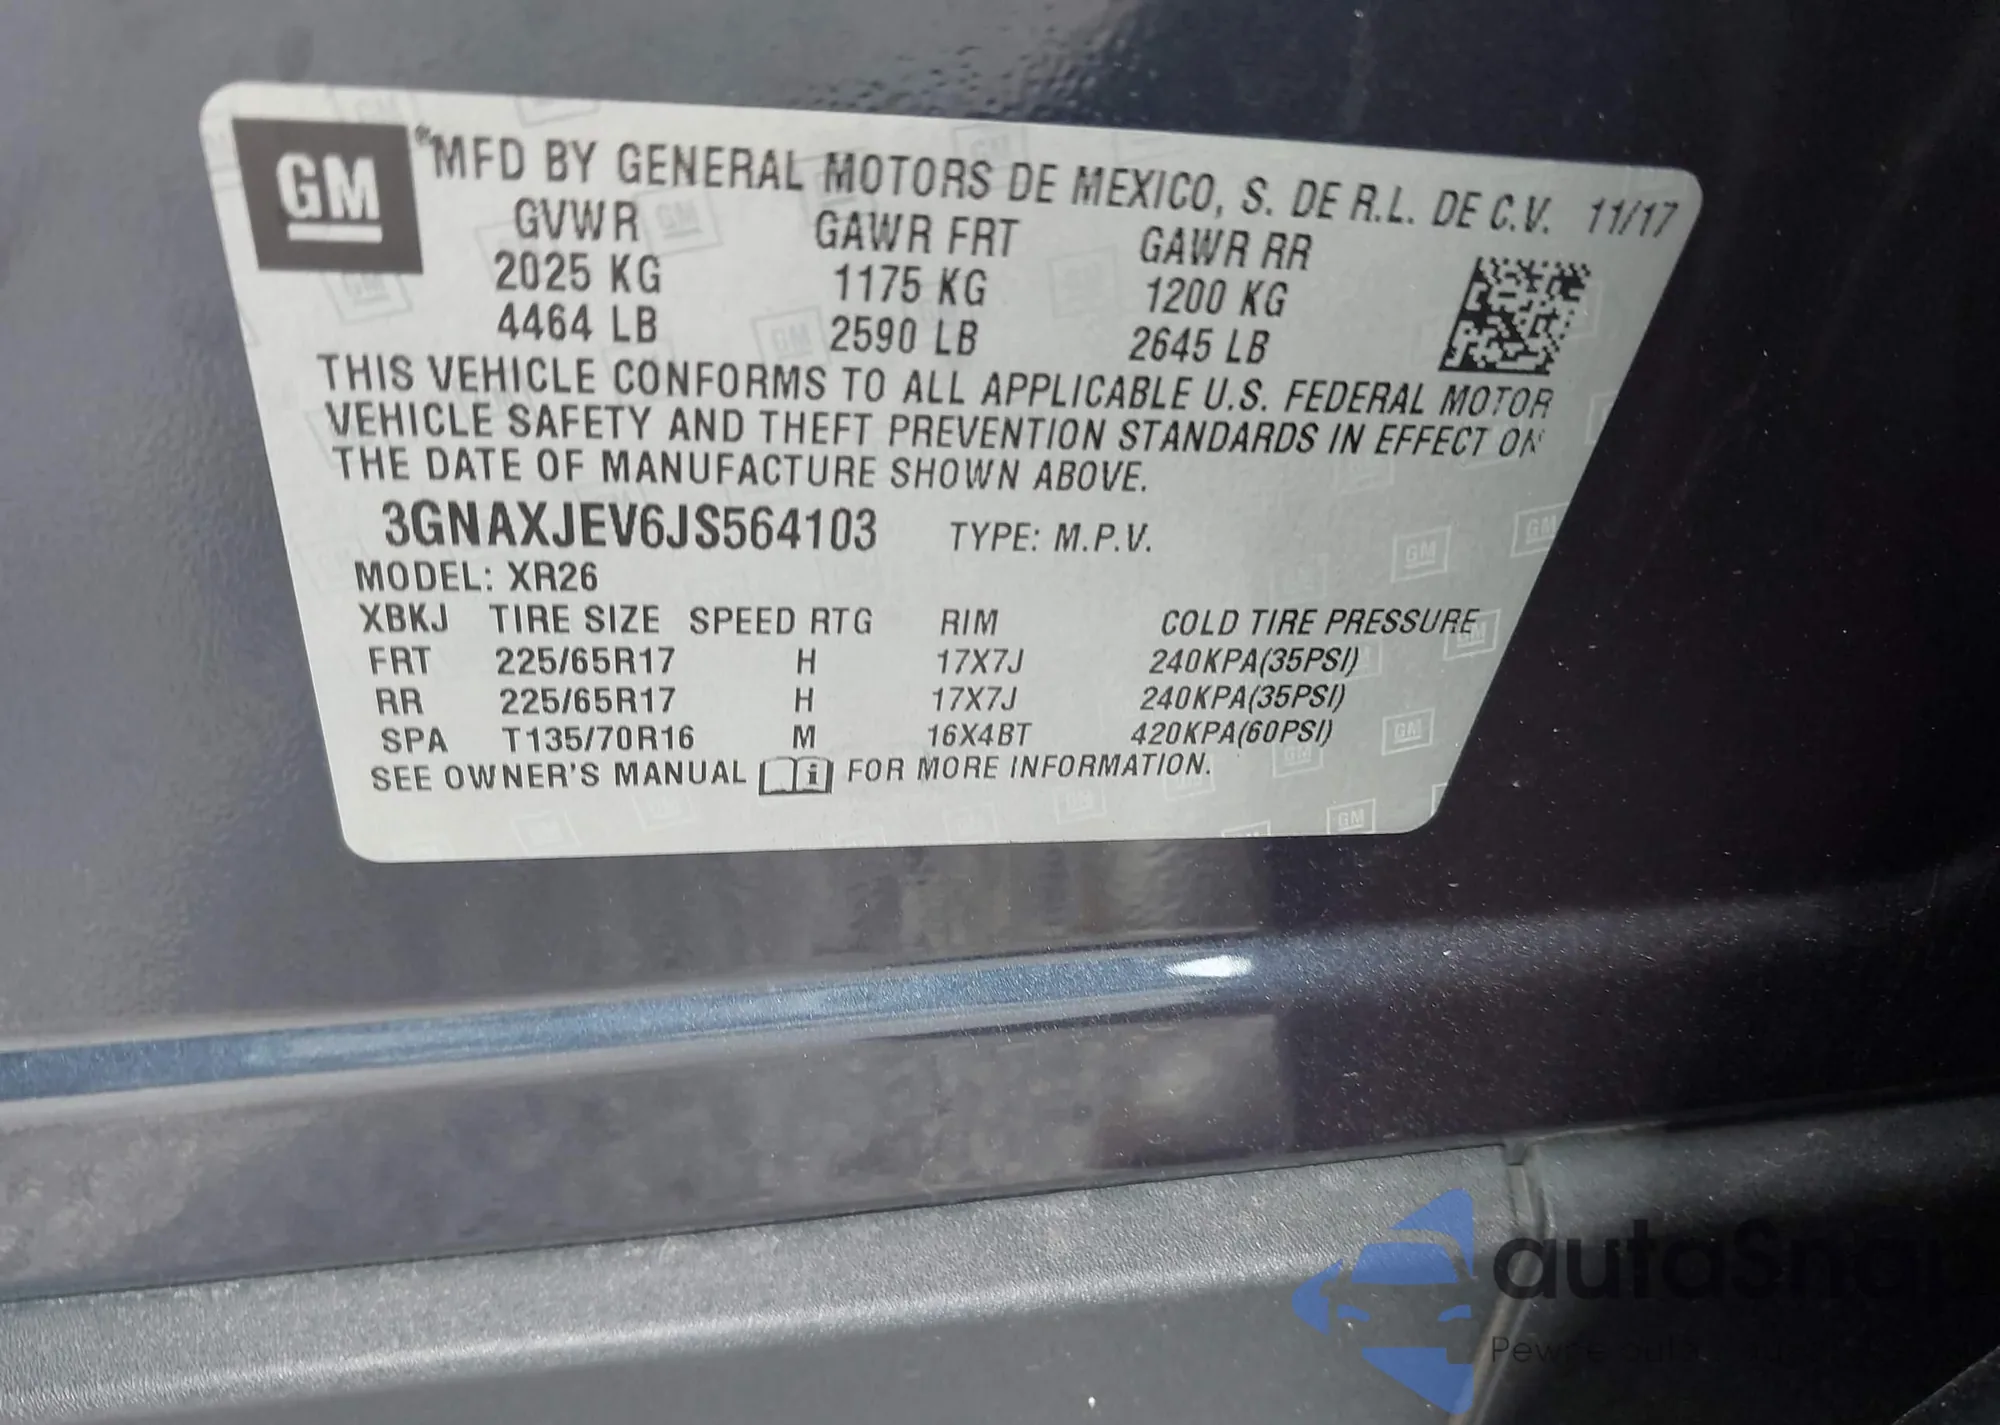 GM ®MFD BY GENERAL MOTORS DE MEXICO, S. DE R.L. DE C.V. 11/17
GVWR GAWR FRT GAWR RR
2025 KG 1175 KG 1200 KG
4464 LB 2590 LB 2645 LB
THIS VEHICLE CONFORMS TO ALL APPLICABLE U.S. FEDERAL MOTOR
VEHICLE SAFETY AND THEFT PREVENTION STANDARDS IN EFFECT ON
THE DATE OF MANUFACTURE SHOWN ABOVE.
3GNAXJEV6JS564103 TYPE: M.P.V.
MODEL: XR26
XBKJ TIRE SIZE SPEED RTG RIM COLD TIRE PRESSURE
FRT 225/65R17 H 17X7J 240KPA(35PSI)
RR 225/65R17 H 17X7J 240KPA(35PSI)
SPA T135/70R16 M 16X4BT 420KPA(60PSI)
SEE OWNER'S MANUAL FOR MORE INFORMATION.